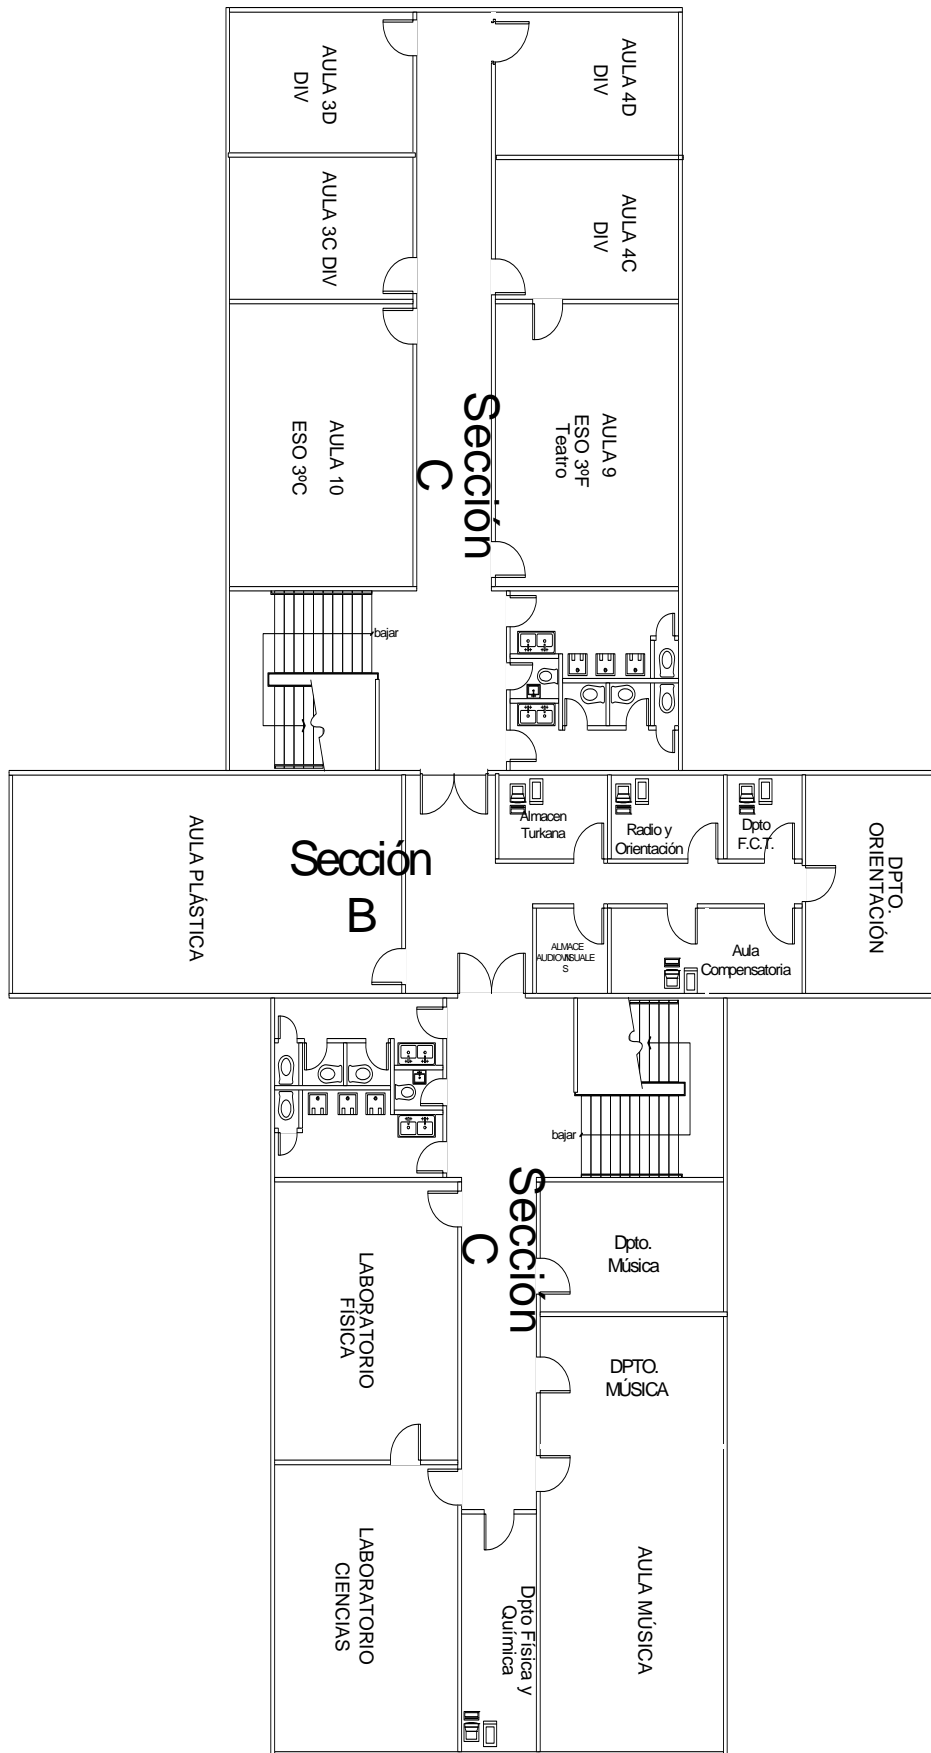 AULA 3D
DIV
AULA 4D
DIV
AULA 3C DIV
AULA 4C
DIV
AULA 10
ESO 3ºC
Sección
C
AULA 9
ESO 3ºF
Teatro
bajar
AULA PLÁSTICA
Sección
B
Almacen
Turkana
Radio y
Orientación
Dpto
F.C.T.
DPTO.
ORIENTACIÓN
ALMACE
AUDIOVISUALE
S
Aula
Compensatoria
bajar
Sección
C
LABORATORIO
FÍSICA
Dpto.
Música
DPTO.
MÚSICA
LABORATORIO
CIENCIAS
Dpto Física y
Química
AULA MÚSICA